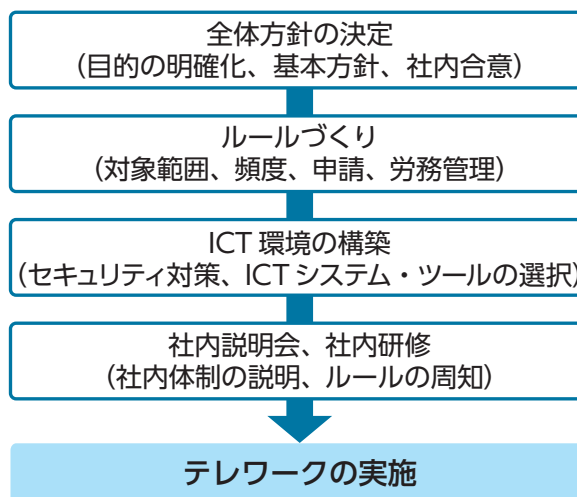 全体方針の決定
（目的の明確化、基本方針、社内合意）
ルールづくり
（対象範囲、頻度、申請、労務管理）
ICT 環境の構築
（セキュリティ対策、ICT システム・ツールの選択）
社内説明会、社内研修
（社内体制の説明、ルールの周知）
テレワークの実施